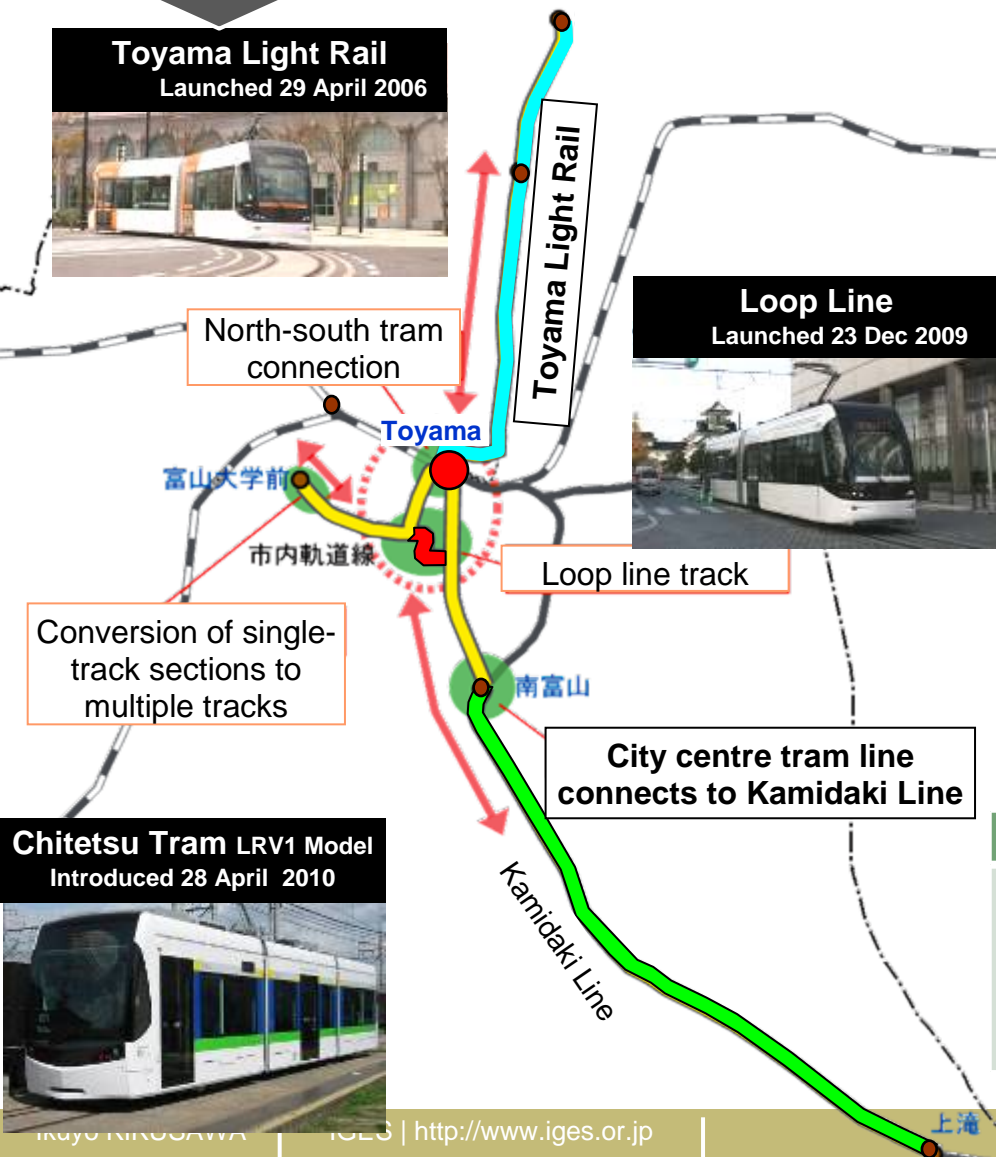 Toyama Light Rail
Launched 29 April 2006
Toyama Light Rail
Loop Line
Launched 23 Dec 2009
North-south tram
connection
Toyama
富山大学前
市内軌道線
Loop line track
Conversion of single-
track sections to
multiple tracks
南富山
City centre tram line
connects to Kamidaki Line
Chitetsu Tram LRV1 Model
Introduced 28 April 2010
Kamidaki Line
上滝
Ikuyo KIKUSAWA
IGES | http://www.iges.or.jp